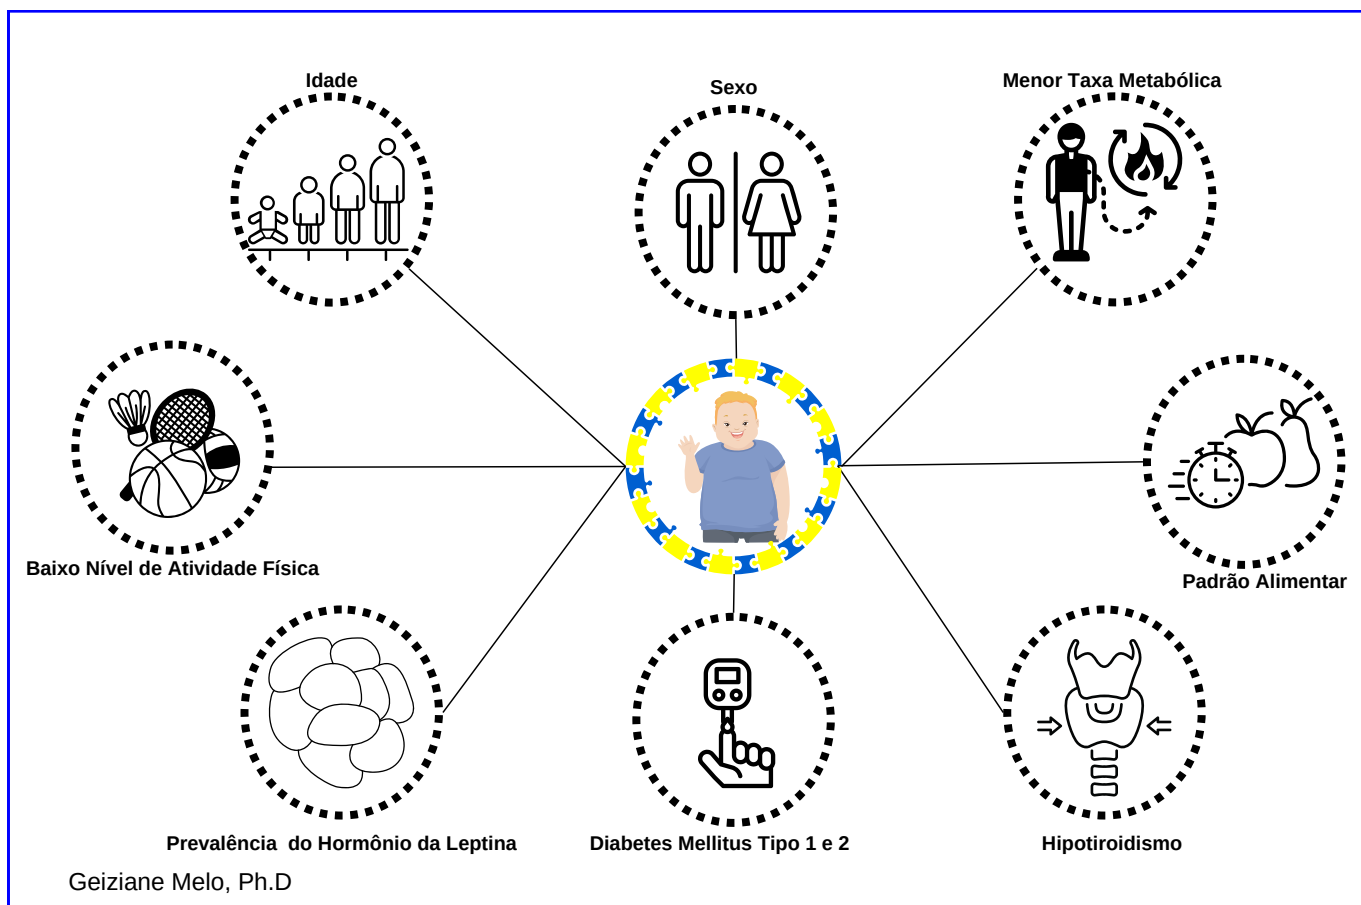 Idade
Sexo
Menor Taxa Metabólica
Baixo Nível de Atividade Física
Padrão Alimentar
Prevalência  do Hormônio da Leptina
Diabetes Mellitus Tipo 1 e 2
Hipotiroidismo
Geiziane Melo, Ph.D